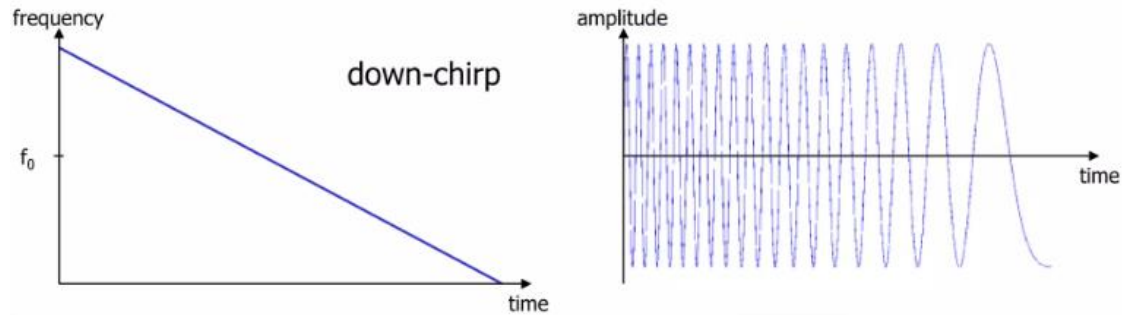 frequency
down-chirp
f₀
time
amplitude
time